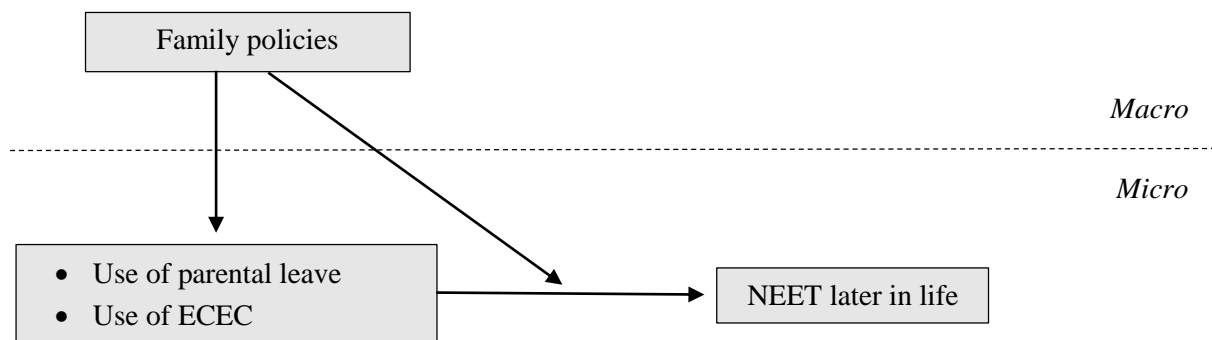 Family policies
Macro
Micro
• Use of parental leave
• Use of ECEC
NEET later in life